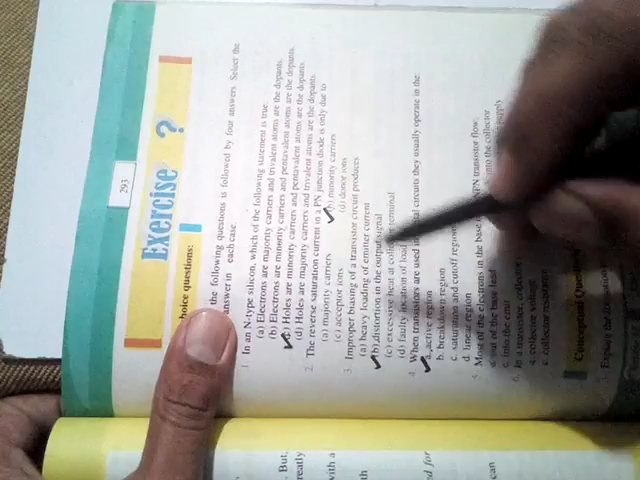 293
Exercise ?
hoice questions:
the following questions is followed by four answers. Select the
answer in each case.
1. In an N-type silicon, which of the following statement is true
(a) Electrons are majority carriers and trivalent atoms are the dopants.
(b) Electrons are minority carriers and pentavalent atoms are the dopants.
(c) Holes are minority carriers and pentavalent atoms are the dopants.
(d) Holes are majority carriers and trivalent atoms are the dopants.
2. The reverse saturation current in a PN junction diode is only due to
(a) majority carriers (b) minority carriers
(c) acceptor ions (d) donor ions
3. Improper biasing of a transistor circuit produces
(a) heavy loading of emitter current
(b) distortion in the output signal
(c) excessive heat at terminal
(d) faulty location of load
4. When transistors are used in circuits they usually operate in the:
a. active region
b. breakdown region
c. saturation and cutoff region
d. linear region
5. Most of the electrons in the base NPN transistor flow:
out of the base lead into the collector
c. into the supply
6. In a transistor, collector
a. collector voltage
c. collector resistance
Conceptual Questions
Explain the
But,
reatly
with a
th
ed for
can